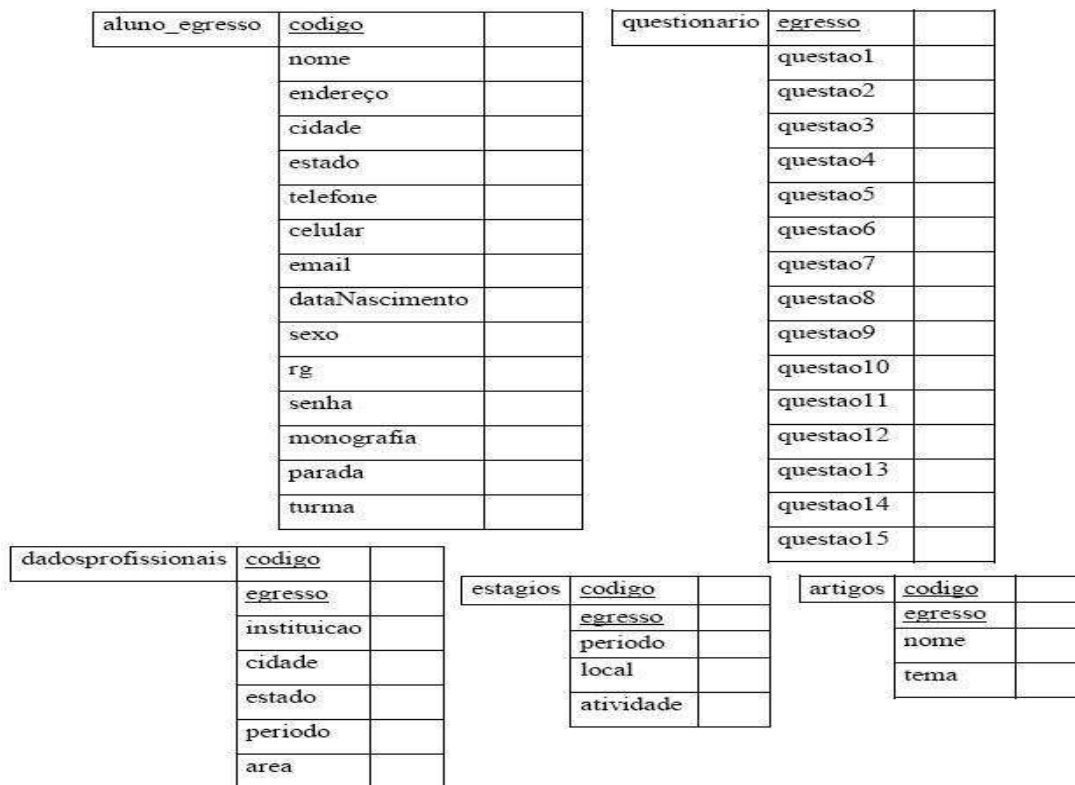 aluno_egresso codigo
nome
endereço
cidade
estado
telefone
celular
email
dataNascimento
sexo
rg
senha
monografia
parada
turma
questionario egresso
questao1
questao2
questao3
questao4
questao5
questao6
questao7
questao8
questao9
questao10
questao11
questao12
questao13
questao14
questao15
dadosprofissionais codigo
egresso
instituicao
cidade
estado
periodo
area
estagios codigo
egresso
periodo
local
atividade
artigos codigo
egresso
nome
tema